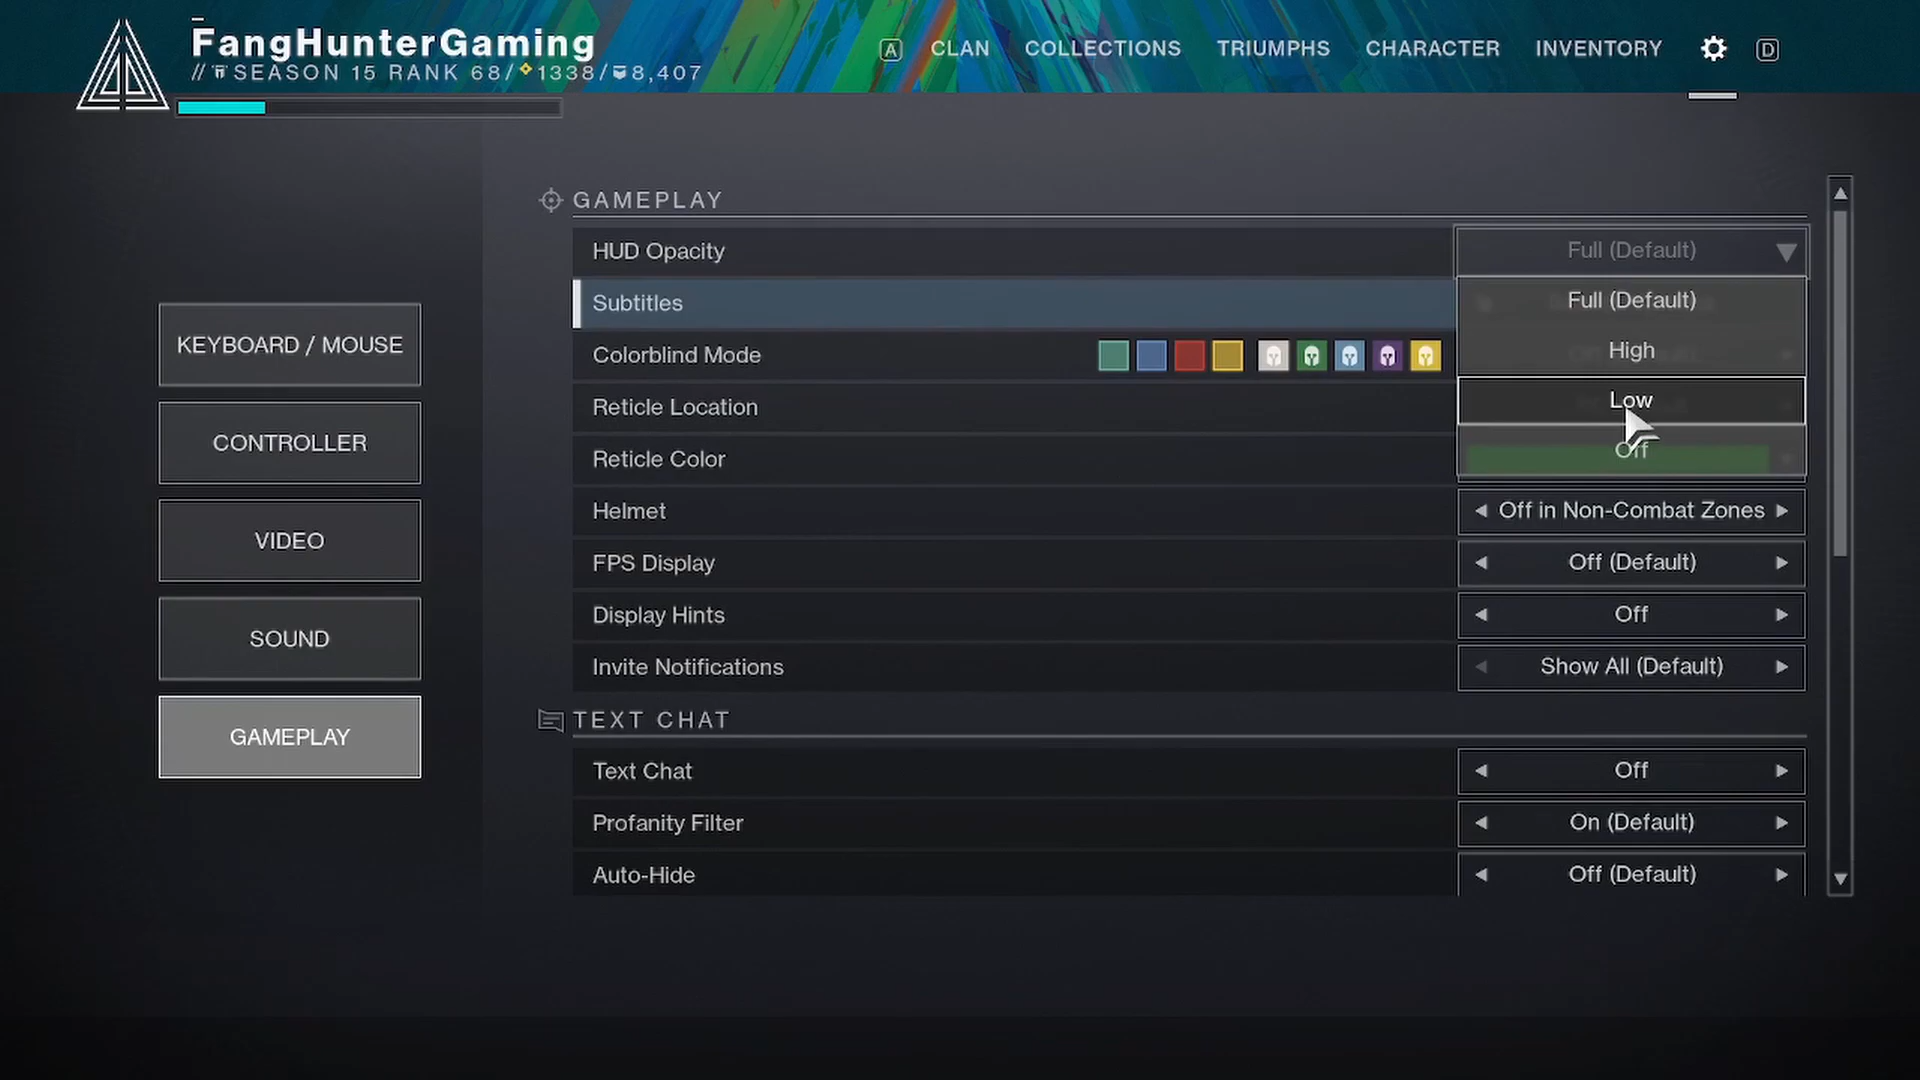 FangHunterGaming
// SEASON 15 RANK 68/1338/8,407
A CLAN COLLECTIONS TRIUMPHS CHARACTER INVENTORY D
GAMEPLAY
HUD Opacity Full (Default)
Full (Default)
Subtitles
High
Colorblind Mode
Low
Reticle Location
Off
Reticle Color
Helmet Off in Non-Combat Zones
FPS Display Off (Default)
Display Hints Off
Invite Notifications Show All (Default)
TEXT CHAT
Text Chat Off
Profanity Filter On (Default)
Auto-Hide Off (Default)
KEYBOARD / MOUSE
CONTROLLER
VIDEO
SOUND
GAMEPLAY